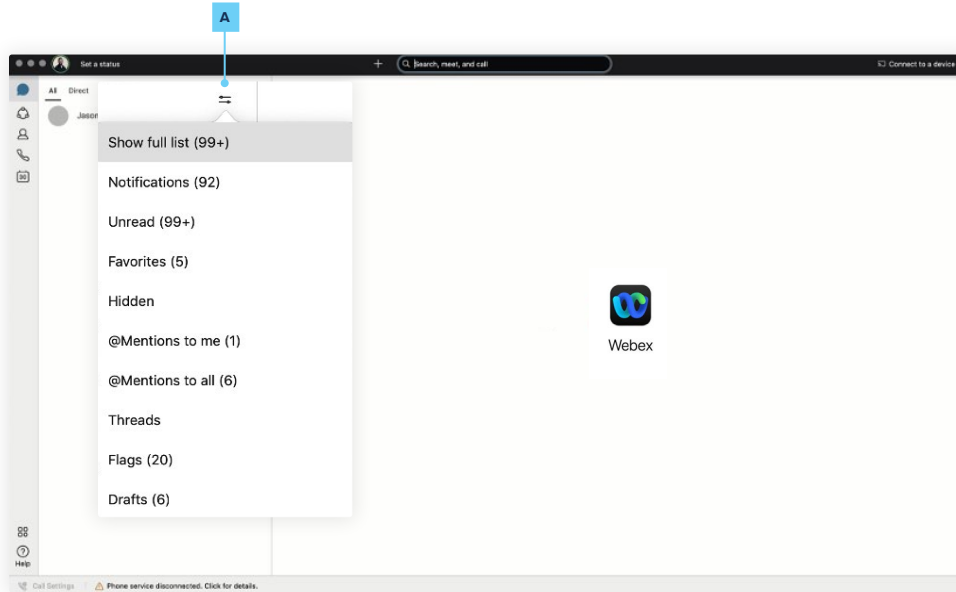 A
Set a status
Search, meet, and call
Connect to a device
All Direct
Jason
Show full list (99+)
Notifications (92)
Unread (99+)
Favorites (5)
Hidden
@Mentions to me (1)
@Mentions to all (6)
Threads
Flags (20)
Drafts (6)
30
Webex
Help
Call Settings
Phone service disconnected. Click for details.